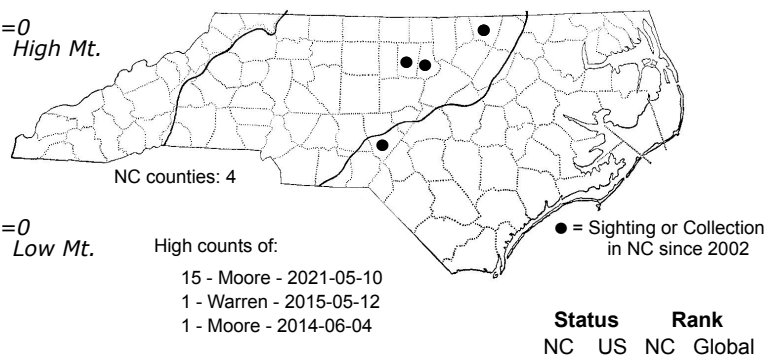 =0
High Mt.
NC counties: 4
=0
Low Mt.
High counts of:
15 - Moore - 2021-05-10
1 - Warren - 2015-05-12
1 - Moore - 2014-06-04
● = Sighting or Collection
in NC since 2002
Status Rank
NC US NC Global